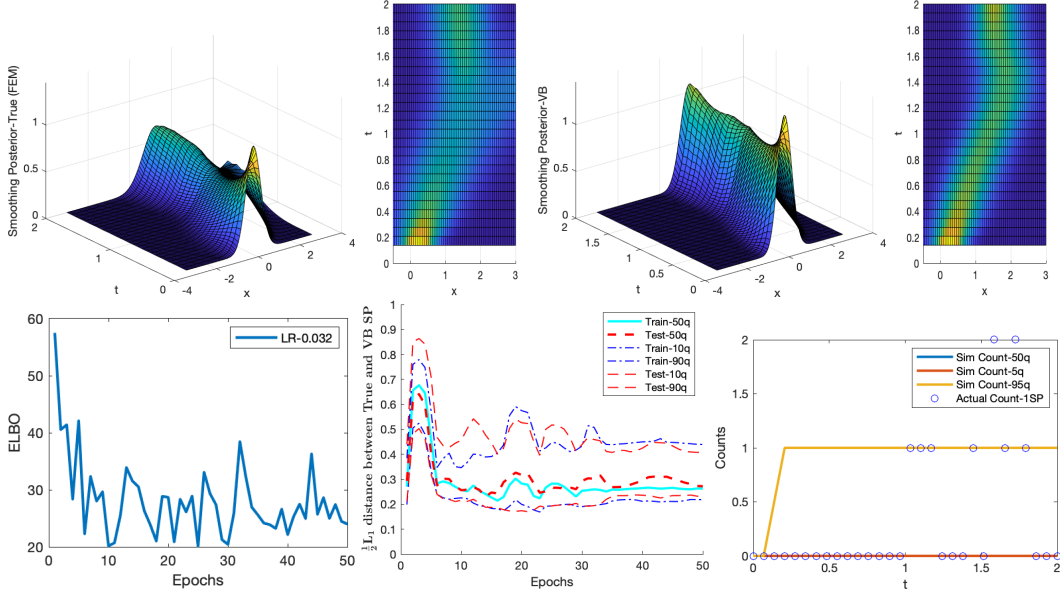 Smoothing Posterior-True (FEM)
1
0.5
0
2
1
0
t
-4
-2
0
2
4
x
2
1.8
1.6
1.4
1.2
1
0.8
0.6
0.4
0.2
0
t
0
1
2
3
x
Smoothing Posterior-VB
1
0.5
0
2
1.5
1
0.5
0
t
-4
-2
0
2
4
x
2
1.8
1.6
1.4
1.2
1
0.8
0.6
0.4
0.2
0
t
0
1
2
3
x
60
50
40
30
20
ELBO
LR-0.032
0 10 20 30 40 50
Epochs
½L₁ distance between True and VB SP
1
0.9
0.8
0.7
0.6
0.5
0.4
0.3
0.2
0.1
0
Train-50q
Test-50q
Train-10q
Train-90q
Test-10q
Test-90q
0 10 20 30 40 50
Epochs
Counts
2
1.5
1
0.5
0
Sim Count-50q
Sim Count-5q
Sim Count-95q
Actual Count-1SP
0 0.5 1 1.5 2
t